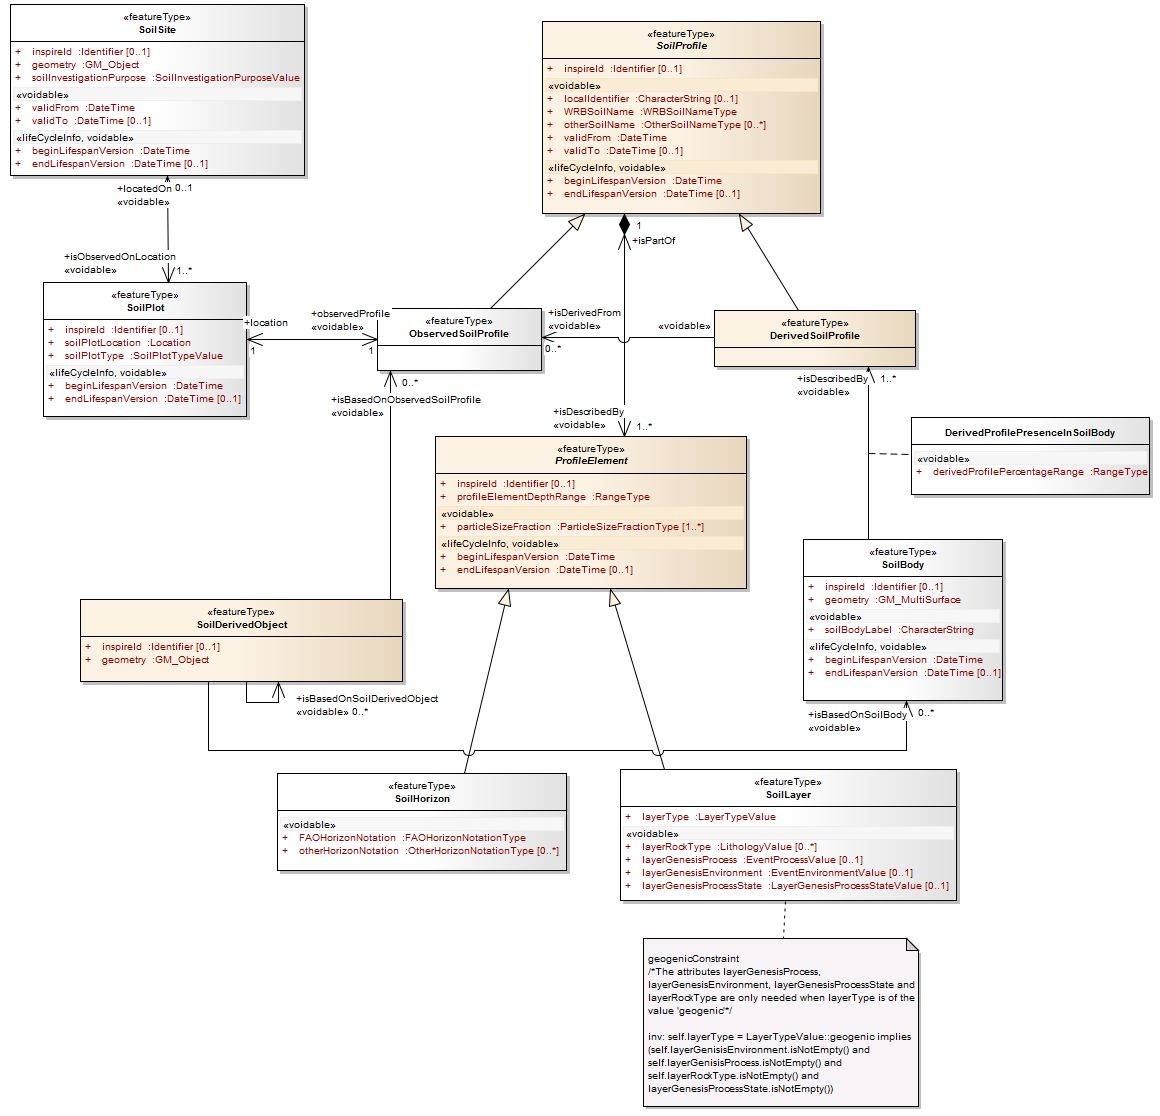 «featureType»
SoilSite
+ inspireId :Identifier [0..1]
+ geometry :GM_Object
+ soilInvestigationPurpose :SoilInvestigationPurposeValue
«voidable»
+ validFrom :DateTime
+ validTo :DateTime [0..1]
«lifeCycleInfo, voidable»
+ beginLifespanVersion :DateTime
+ endLifespanVersion :DateTime [0..1]
«featureType»
SoilProfile
+ inspireId :Identifier [0..1]
«voidable»
+ localIdentifier :CharacterString [0..1]
+ WRBSoilName :WRBSoilNameType
+ otherSoilName :OtherSoilNameType [0..*]
+ validFrom :DateTime
+ validTo :DateTime [0..1]
«lifeCycleInfo, voidable»
+ beginLifespanVersion :DateTime
+ endLifespanVersion :DateTime [0..1]
+locatedOn 0..1
«voidable»
1
+isPartOf
+isObservedOnLocation
«voidable»
1..*
«featureType»
SoilPlot
+ inspireId :Identifier [0..1]
+ soilPlotLocation :Location
+ soilPlotType :SoilPlotTypeValue
«lifeCycleInfo, voidable»
+ beginLifespanVersion :DateTime
+ endLifespanVersion :DateTime [0..1]
+location
1
+observedProfile
«voidable»
1
«featureType»
ObservedSoilProfile
+isDerivedFrom
«voidable»
0..*
«voidable»
«featureType»
DerivedSoilProfile
0..*
+isBasedOnObservedSoilProfile
«voidable»
+isDescribedBy
«voidable»
1..*
+isDescribedBy 1..*
«voidable»
DerivedProfilePresenceInSoilBody
«voidable»
+ derivedProfilePercentageRange :RangeType
«featureType»
ProfileElement
+ inspireId :Identifier [0..1]
+ profileElementDepthRange :RangeType
«voidable»
+ particleSizeFraction :ParticleSizeFractionType [1..*]
«lifeCycleInfo, voidable»
+ beginLifespanVersion :DateTime
+ endLifespanVersion :DateTime [0..1]
«featureType»
SoilBody
+ inspireId :Identifier [0..1]
+ geometry :GM_MultiSurface
«voidable»
+ soilBodyLabel :CharacterString
«lifeCycleInfo, voidable»
+ beginLifespanVersion :DateTime
+ endLifespanVersion :DateTime [0..1]
«featureType»
SoilDerivedObject
+ inspireId :Identifier [0..1]
+ geometry :GM_Object
+isBasedOnSoilDerivedObject
«voidable» 0..*
+isBasedOnSoilBody 0..*
«voidable»
«featureType»
SoilHorizon
«voidable»
+ FAOHorizonNotation :FAOHorizonNotationType
+ otherHorizonNotation :OtherHorizonNotationType [0..*]
«featureType»
SoilLayer
+ layerType :LayerTypeValue
«voidable»
+ layerRockType :LithologyValue [0..*]
+ layerGenesisProcess :EventProcessValue [0..1]
+ layerGenesisEnvironment :EventEnvironmentValue [0..1]
+ layerGenesisProcessState :LayerGenesisProcessStateValue [0..1]
geogenicConstraint
/*The attributes layerGenesisProcess,
layerGenesisEnvironment, layerGenesisProcessState and
layerRockType are only needed when layerType is of the
value 'geogenic'*/
inv: self.layerType = LayerTypeValue::geogenic implies
(self.layerGenisisEnvironment.isNotEmpty() and
self.layerGenisisProcess.isNotEmpty() and
self.layerRockType.isNotEmpty() and
layerGenesisProcessState.isNotEmpty())